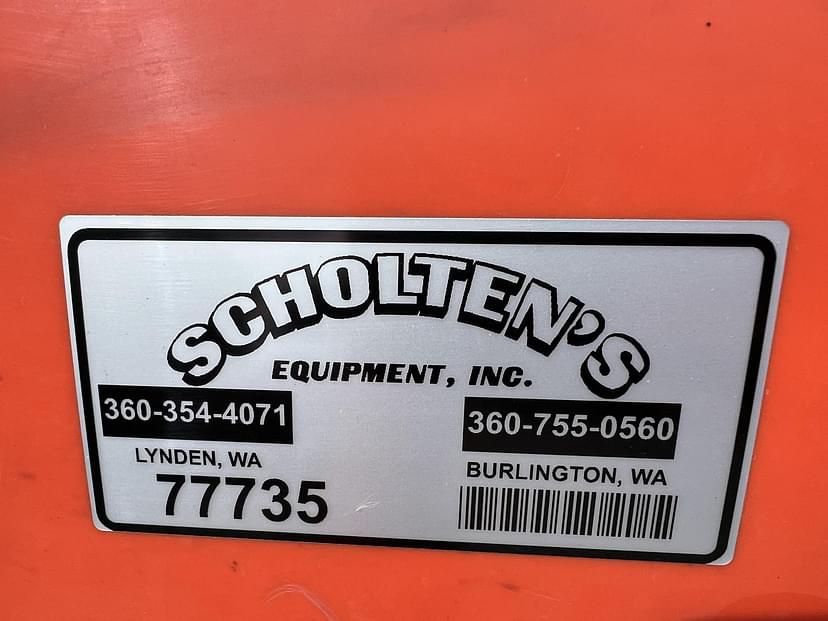 SCHOLTEN'S
EQUIPMENT, INC.
360-354-4071
LYNDEN, WA
77735
360-755-0560
BURLINGTON, WA